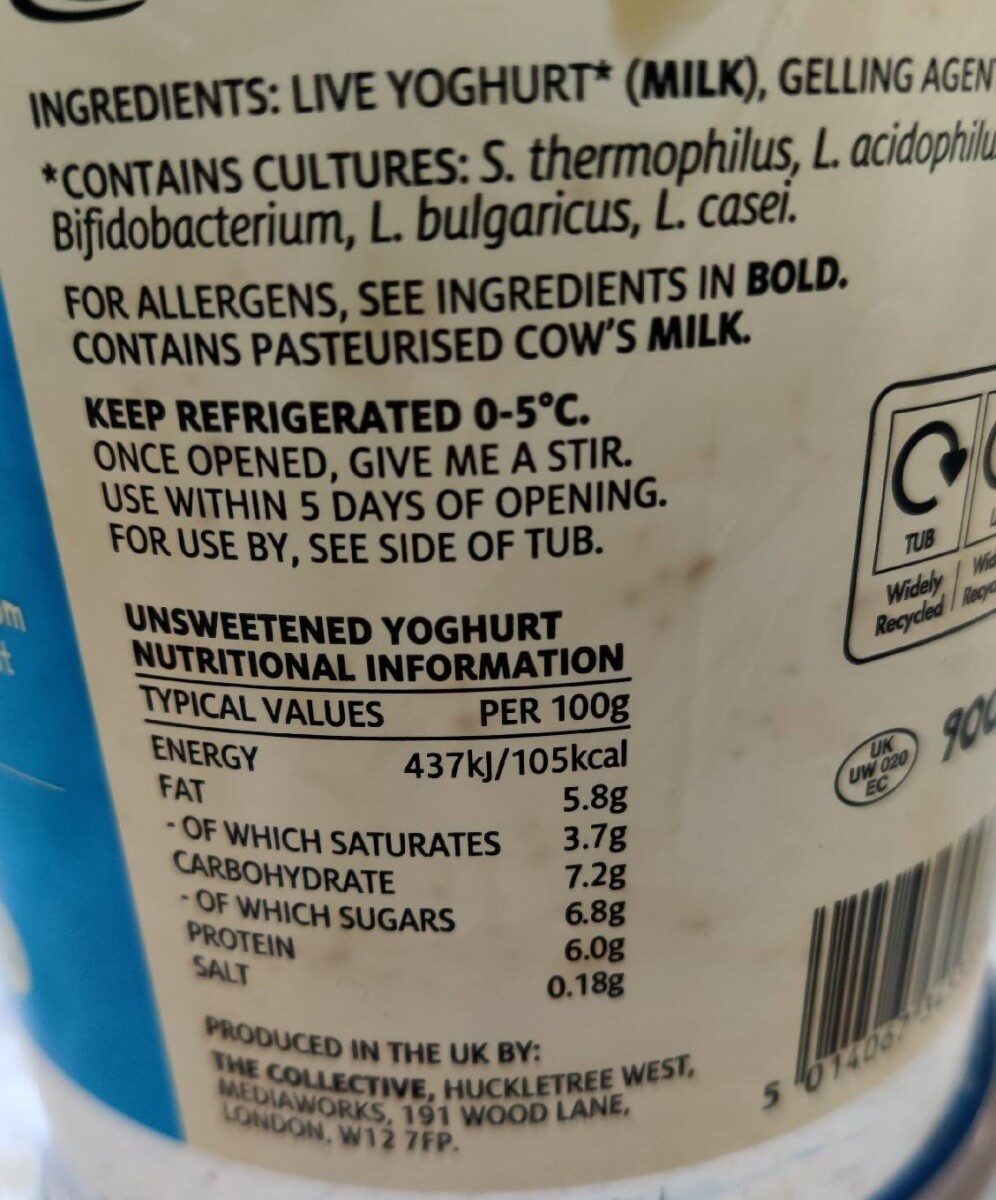 INGREDIENTS: LIVE YOGHURT* (MILK), GELLING AGEN
*CONTAINS CULTURES: S. thermophilus, L. acidophilu
Bifidobacterium, L. bulgaricus, L. casei.
FOR ALLERGENS, SEE INGREDIENTS IN BOLD.
CONTAINS PASTEURISED COW'S MILK.
KEEP REFRIGERATED 0-5°C.
ONCE OPENED, GIVE ME A STIR.
USE WITHIN 5 DAYS OF OPENING.
FOR USE BY, SEE SIDE OF TUB.
UNSWEETENED YOGHURT
NUTRITIONAL INFORMATION
TYPICAL VALUES PER 100g
ENERGY 437kJ/105kcal
FAT 5.8g
- OF WHICH SATURATES 3.7g
CARBOHYDRATE 7.2g
- OF WHICH SUGARS 6.8g
PROTEIN 6.0g
SALT 0.18g
PRODUCED IN THE UK BY:
THE COLLECTIVE, HUCKLETREE WEST,
MEDIAWORKS, 191 WOOD LANE,
LONDON, W12 7FP.
TUB
Widely
Recycled
UK
UW 020
EC
900